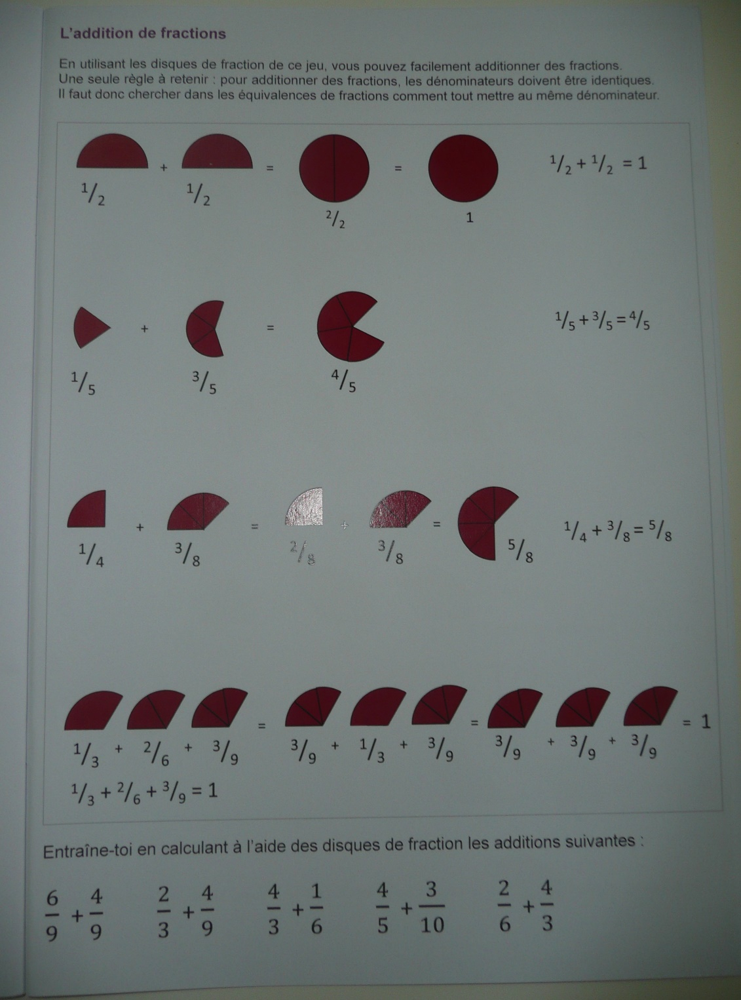 L'addition de fractions
En utilisant les disques de fraction de ce jeu, vous pouvez facilement additionner des fractions.
Une seule règle à retenir : pour additionner des fractions, les dénominateurs doivent être identiques.
Il faut donc chercher dans les équivalences de fractions comment tout mettre au même dénominateur.
+ = = 1/2 + 1/2 = 1
1/2 1/2 2/2 1
+ = 1/5 + 3/5 = 4/5
1/5 3/5 4/5
+ = + = 1/4 + 3/8 = 5/8
1/4 3/8 2/8 3/8 5/8
= = = 1
1/3 + 2/6 + 3/9 3/9 + 1/3 + 3/9 3/9 + 3/9 + 3/9
1/3 + 2/6 + 3/9 = 1
Entraîne-toi en calculant à l'aide des disques de fraction les additions suivantes :
6/9 + 4/9 2/3 + 4/9 4/3 + 1/6 4/5 + 3/10 2/6 + 4/3